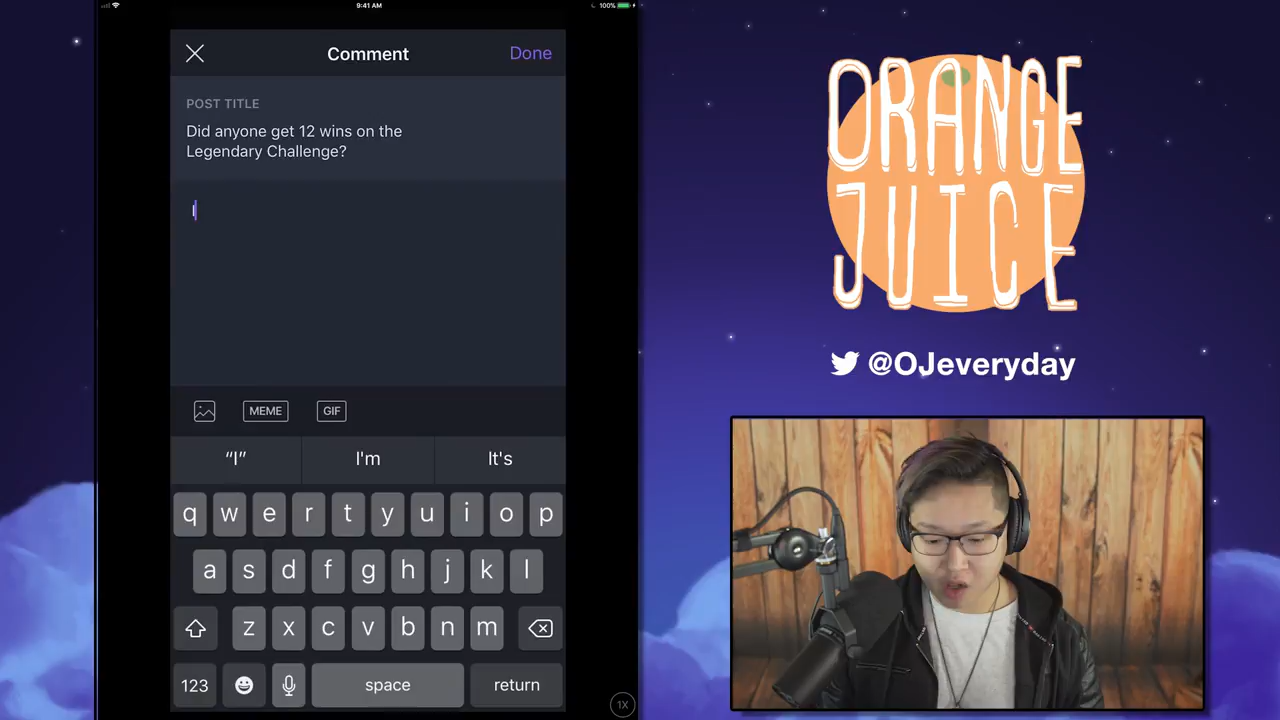 9:41 AM
100%
Comment
Done
POST TITLE
Did anyone get 12 wins on the
Legendary Challenge?
I
MEME
GIF
“I”
I'm
It's
q w e r t y u i o p
a s d f g h j k l
z x c v b n m
123
space
return
1X
ORANGE
JUICE
@OJeveryday